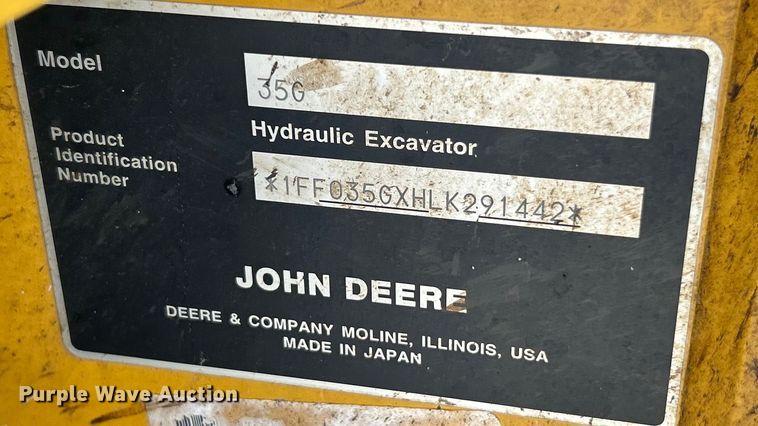 Model
35G
Hydraulic Excavator
Product
Identification
Number
*1FF035GXHLK291442*
JOHN DEERE
DEERE & COMPANY MOLINE, ILLINOIS, USA
MADE IN JAPAN
Purple Wave Auction